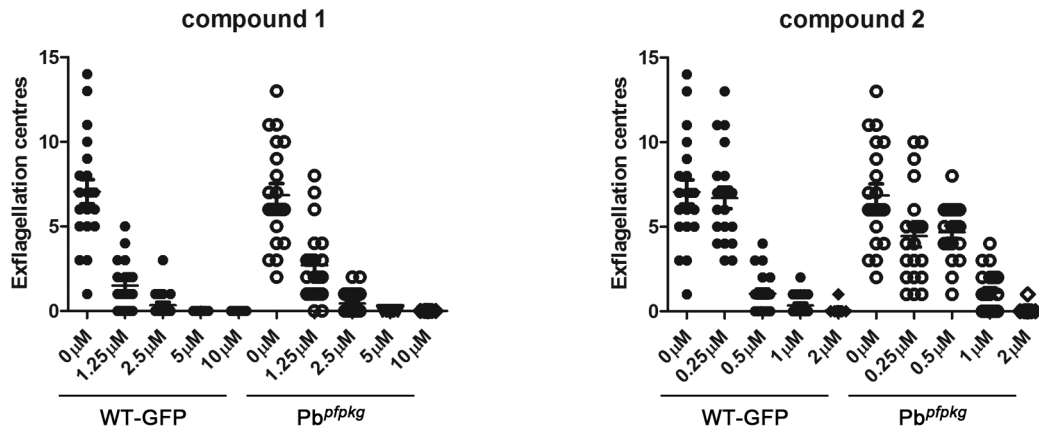 compound 1
Exflagellation centres
15
10
5
0
0µM
1.25µM
2.5µM
5µM
10µM
0µM
1.25µM
2.5µM
5µM
10µM
WT-GFP
Pbpfpkg
compound 2
Exflagellation centres
15
10
5
0
0µM
0.25µM
0.5µM
1µM
2µM
0µM
0.25µM
0.5µM
1µM
2µM
WT-GFP
Pbpfpkg